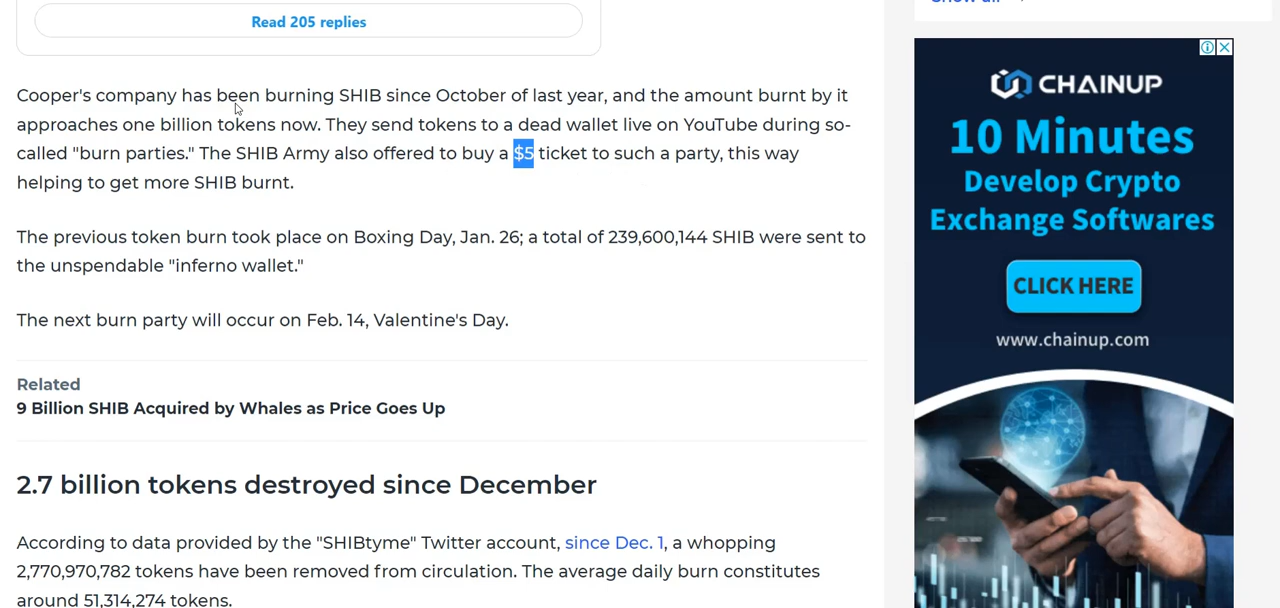 Read 205 replies
Cooper's company has been burning SHIB since October of last year, and the amount burnt by it
approaches one billion tokens now. They send tokens to a dead wallet live on YouTube during so-
called "burn parties." The SHIB Army also offered to buy a $5 ticket to such a party, this way
helping to get more SHIB burnt.
The previous token burn took place on Boxing Day, Jan. 26; a total of 239,600,144 SHIB were sent to
the unspendable "inferno wallet."
The next burn party will occur on Feb. 14, Valentine's Day.
Related
9 Billion SHIB Acquired by Whales as Price Goes Up
2.7 billion tokens destroyed since December
According to data provided by the "SHIBtyme" Twitter account, since Dec. 1, a whopping
2,770,970,782 tokens have been removed from circulation. The average daily burn constitutes
around 51,314,274 tokens.
CHAINUP
10 Minutes
Develop Crypto
Exchange Softwares
CLICK HERE
www.chainup.com